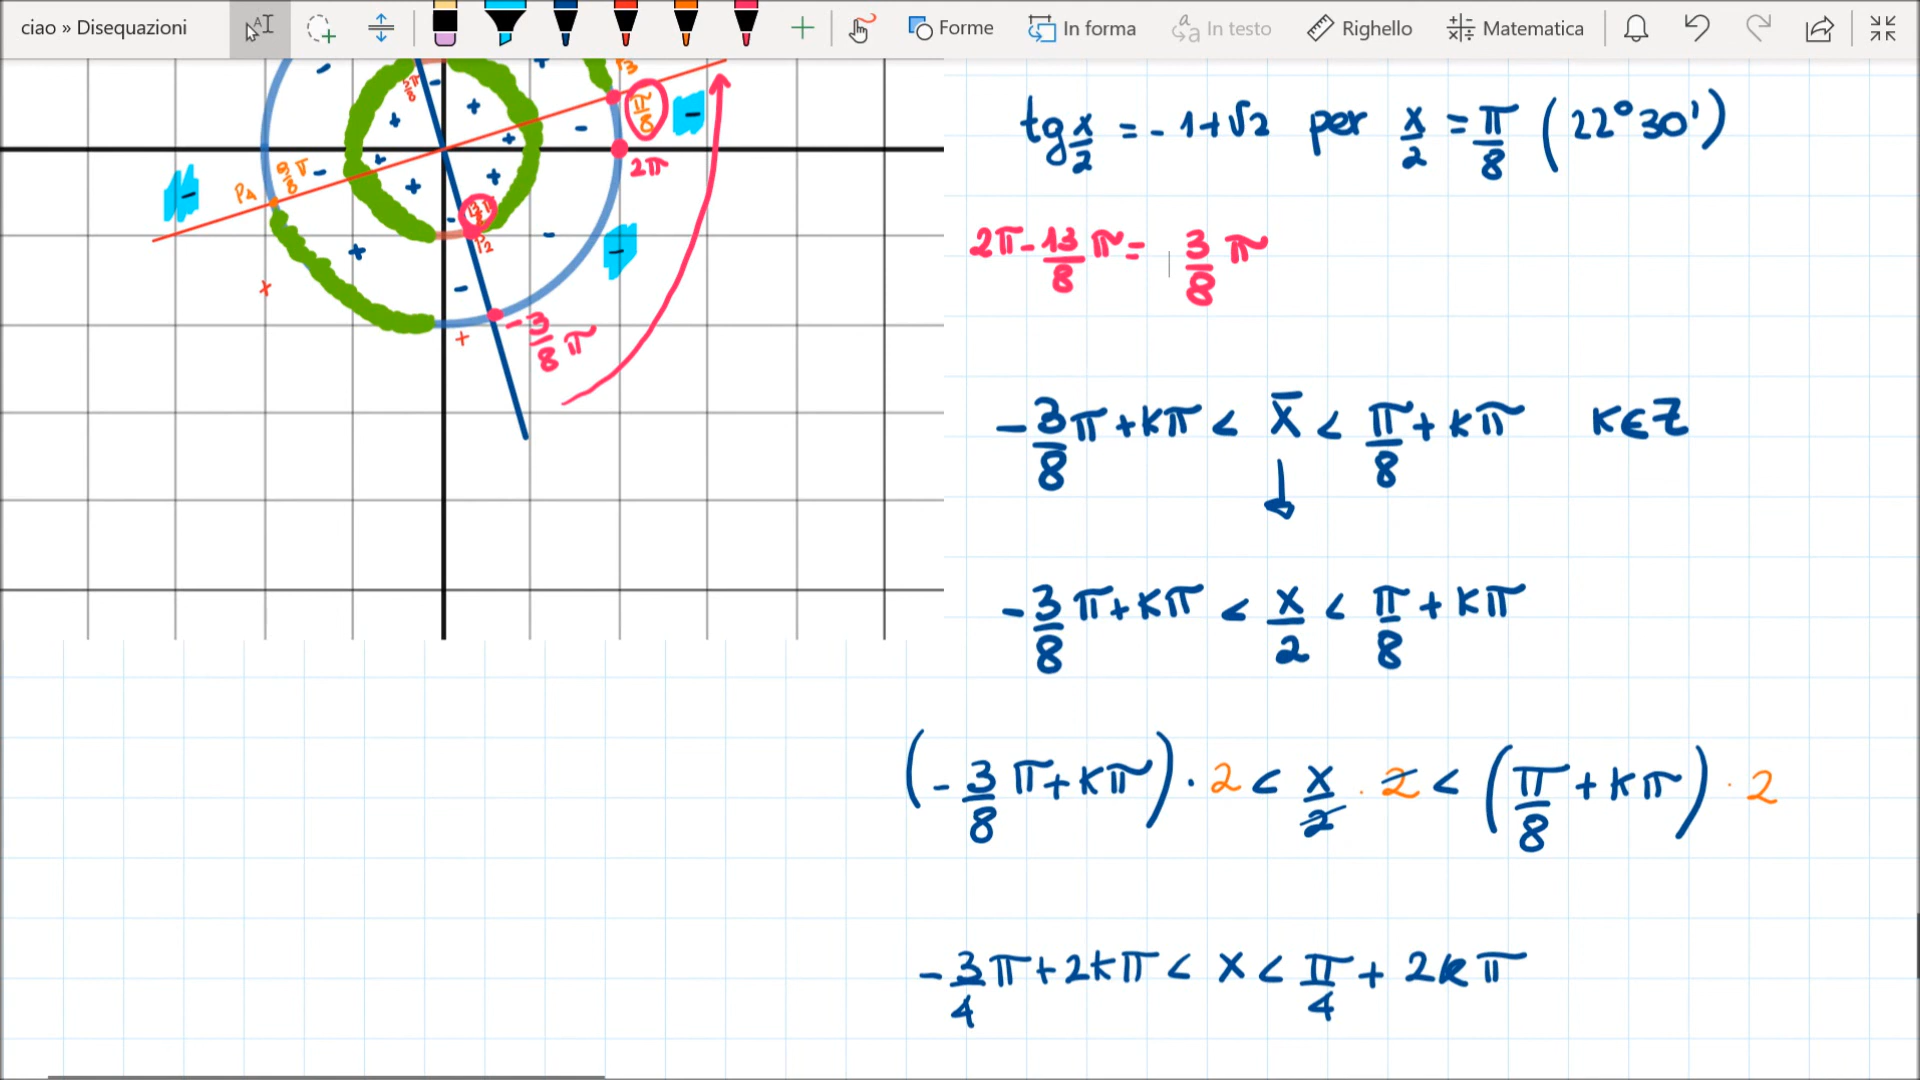 ciao » Disequazioni
Forme
In forma
In testo
Righello
Matematica
π/8
2π
9/8 π
P4
P2
- 3/8 π
tg x/2 = -1+√2 per x/2 = π/8 (22°30')
2π - 13/8 π = 3/8 π
- 3/8 π + kπ < x̄ < π/8 + kπ k∈Z
- 3/8 π + kπ < x/2 < π/8 + kπ
(- 3/8 π + kπ) · 2 < x/2 · 2 < (π/8 + kπ) · 2
- 3/4 π + 2kπ < x < π/4 + 2kπ